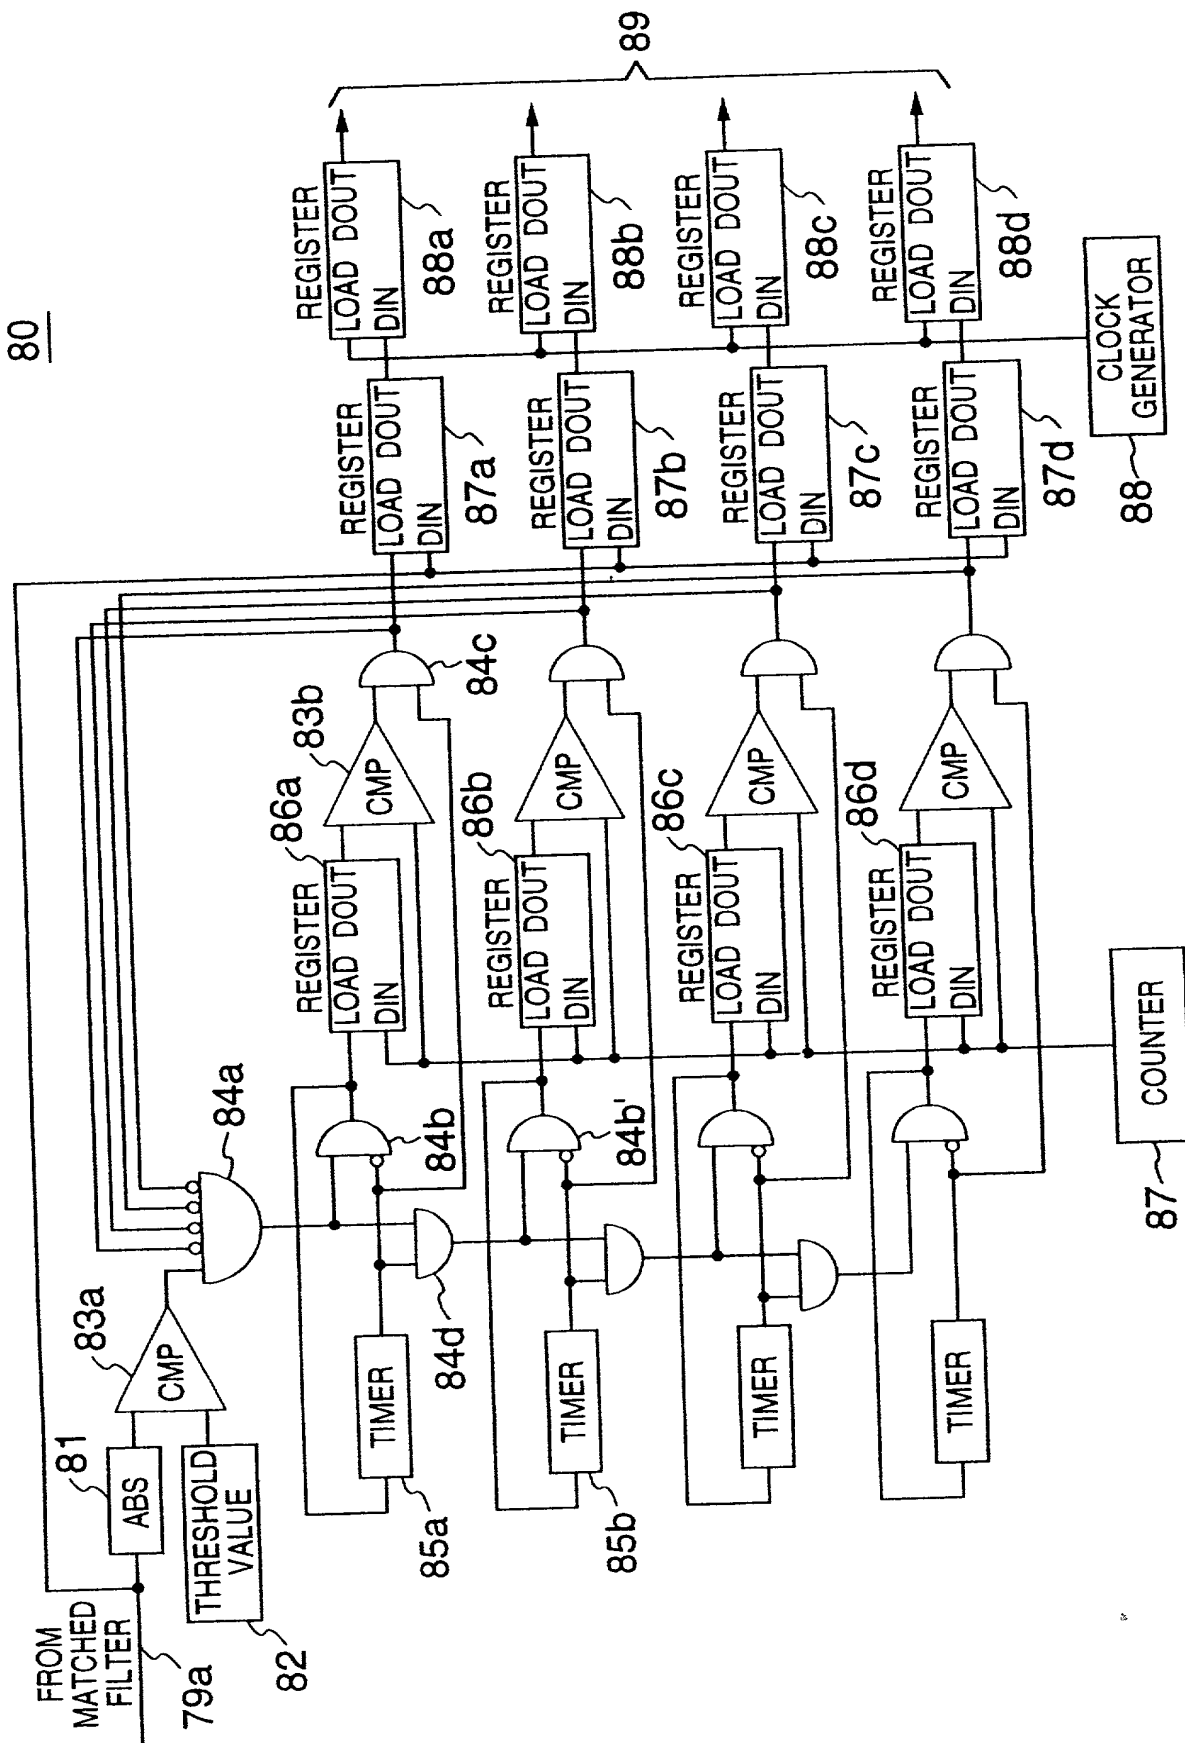 80
FROM
MATCHED
FILTER
79a
81
ABS
THRESHOLD
VALUE
82
83a
CMP
84a
TIMER
85a
84d
84b
REGISTER
LOAD DOUT
DIN
86a
CMP
83b
84c
REGISTER
LOAD DOUT
DIN
87a
REGISTER
LOAD DOUT
DIN
88a
TIMER
85b
84b'
REGISTER
LOAD DOUT
DIN
86b
CMP
REGISTER
LOAD DOUT
DIN
87b
REGISTER
LOAD DOUT
DIN
88b
TIMER
REGISTER
LOAD DOUT
DIN
86c
CMP
REGISTER
LOAD DOUT
DIN
87c
REGISTER
LOAD DOUT
DIN
88c
TIMER
REGISTER
LOAD DOUT
DIN
86d
CMP
REGISTER
LOAD DOUT
DIN
87d
REGISTER
LOAD DOUT
DIN
88d
89
COUNTER
87
CLOCK
GENERATOR
88